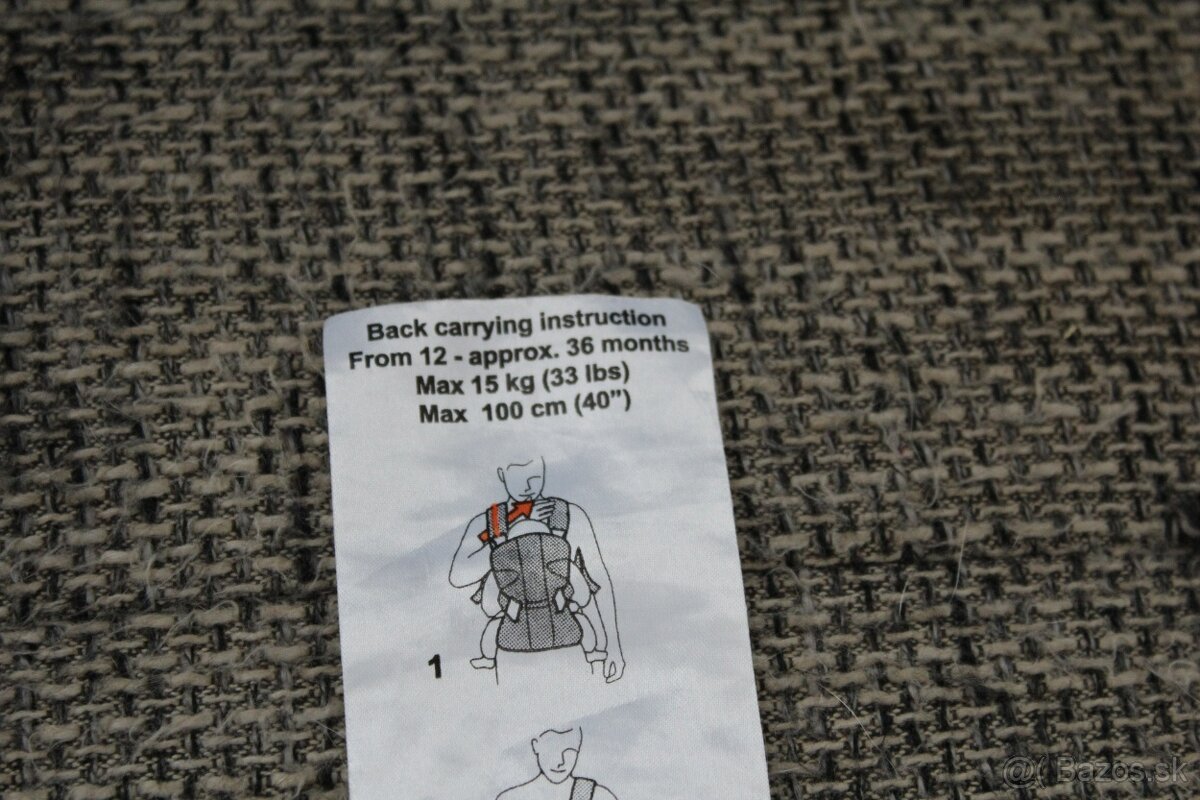 Back carrying instruction
From 12 - approx. 36 months
Max 15 kg (33 lbs)
Max 100 cm (40")
1
@( Bazos.sk